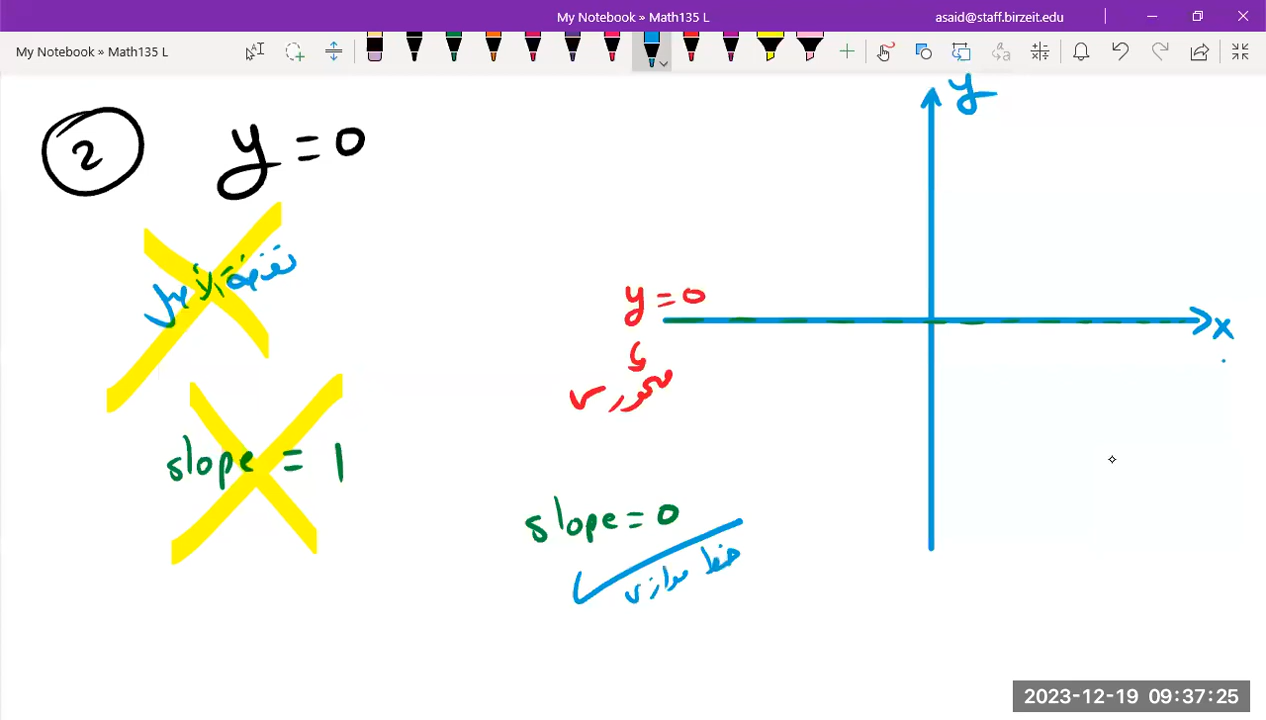 My Notebook » Math135 L
asaid@staff.birzeit.edu
My Notebook » Math135 L
y
2
y = 0
y = 0
x
slope = 1
slope = 0
خط موازي
2023-12-19 09:37:25